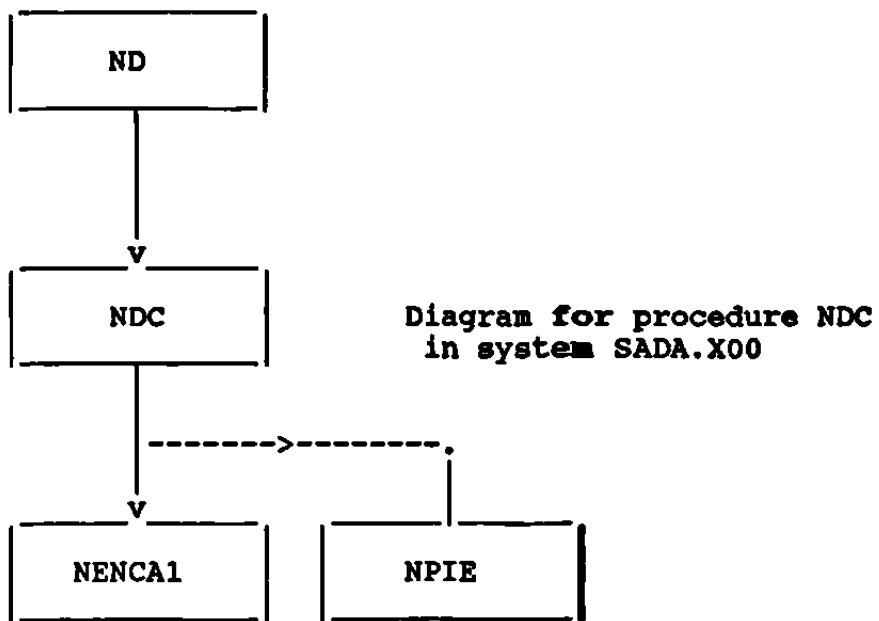 ND
NDC
Diagram for procedure NDC
in system SADA.X00
NENCA1
NPIE